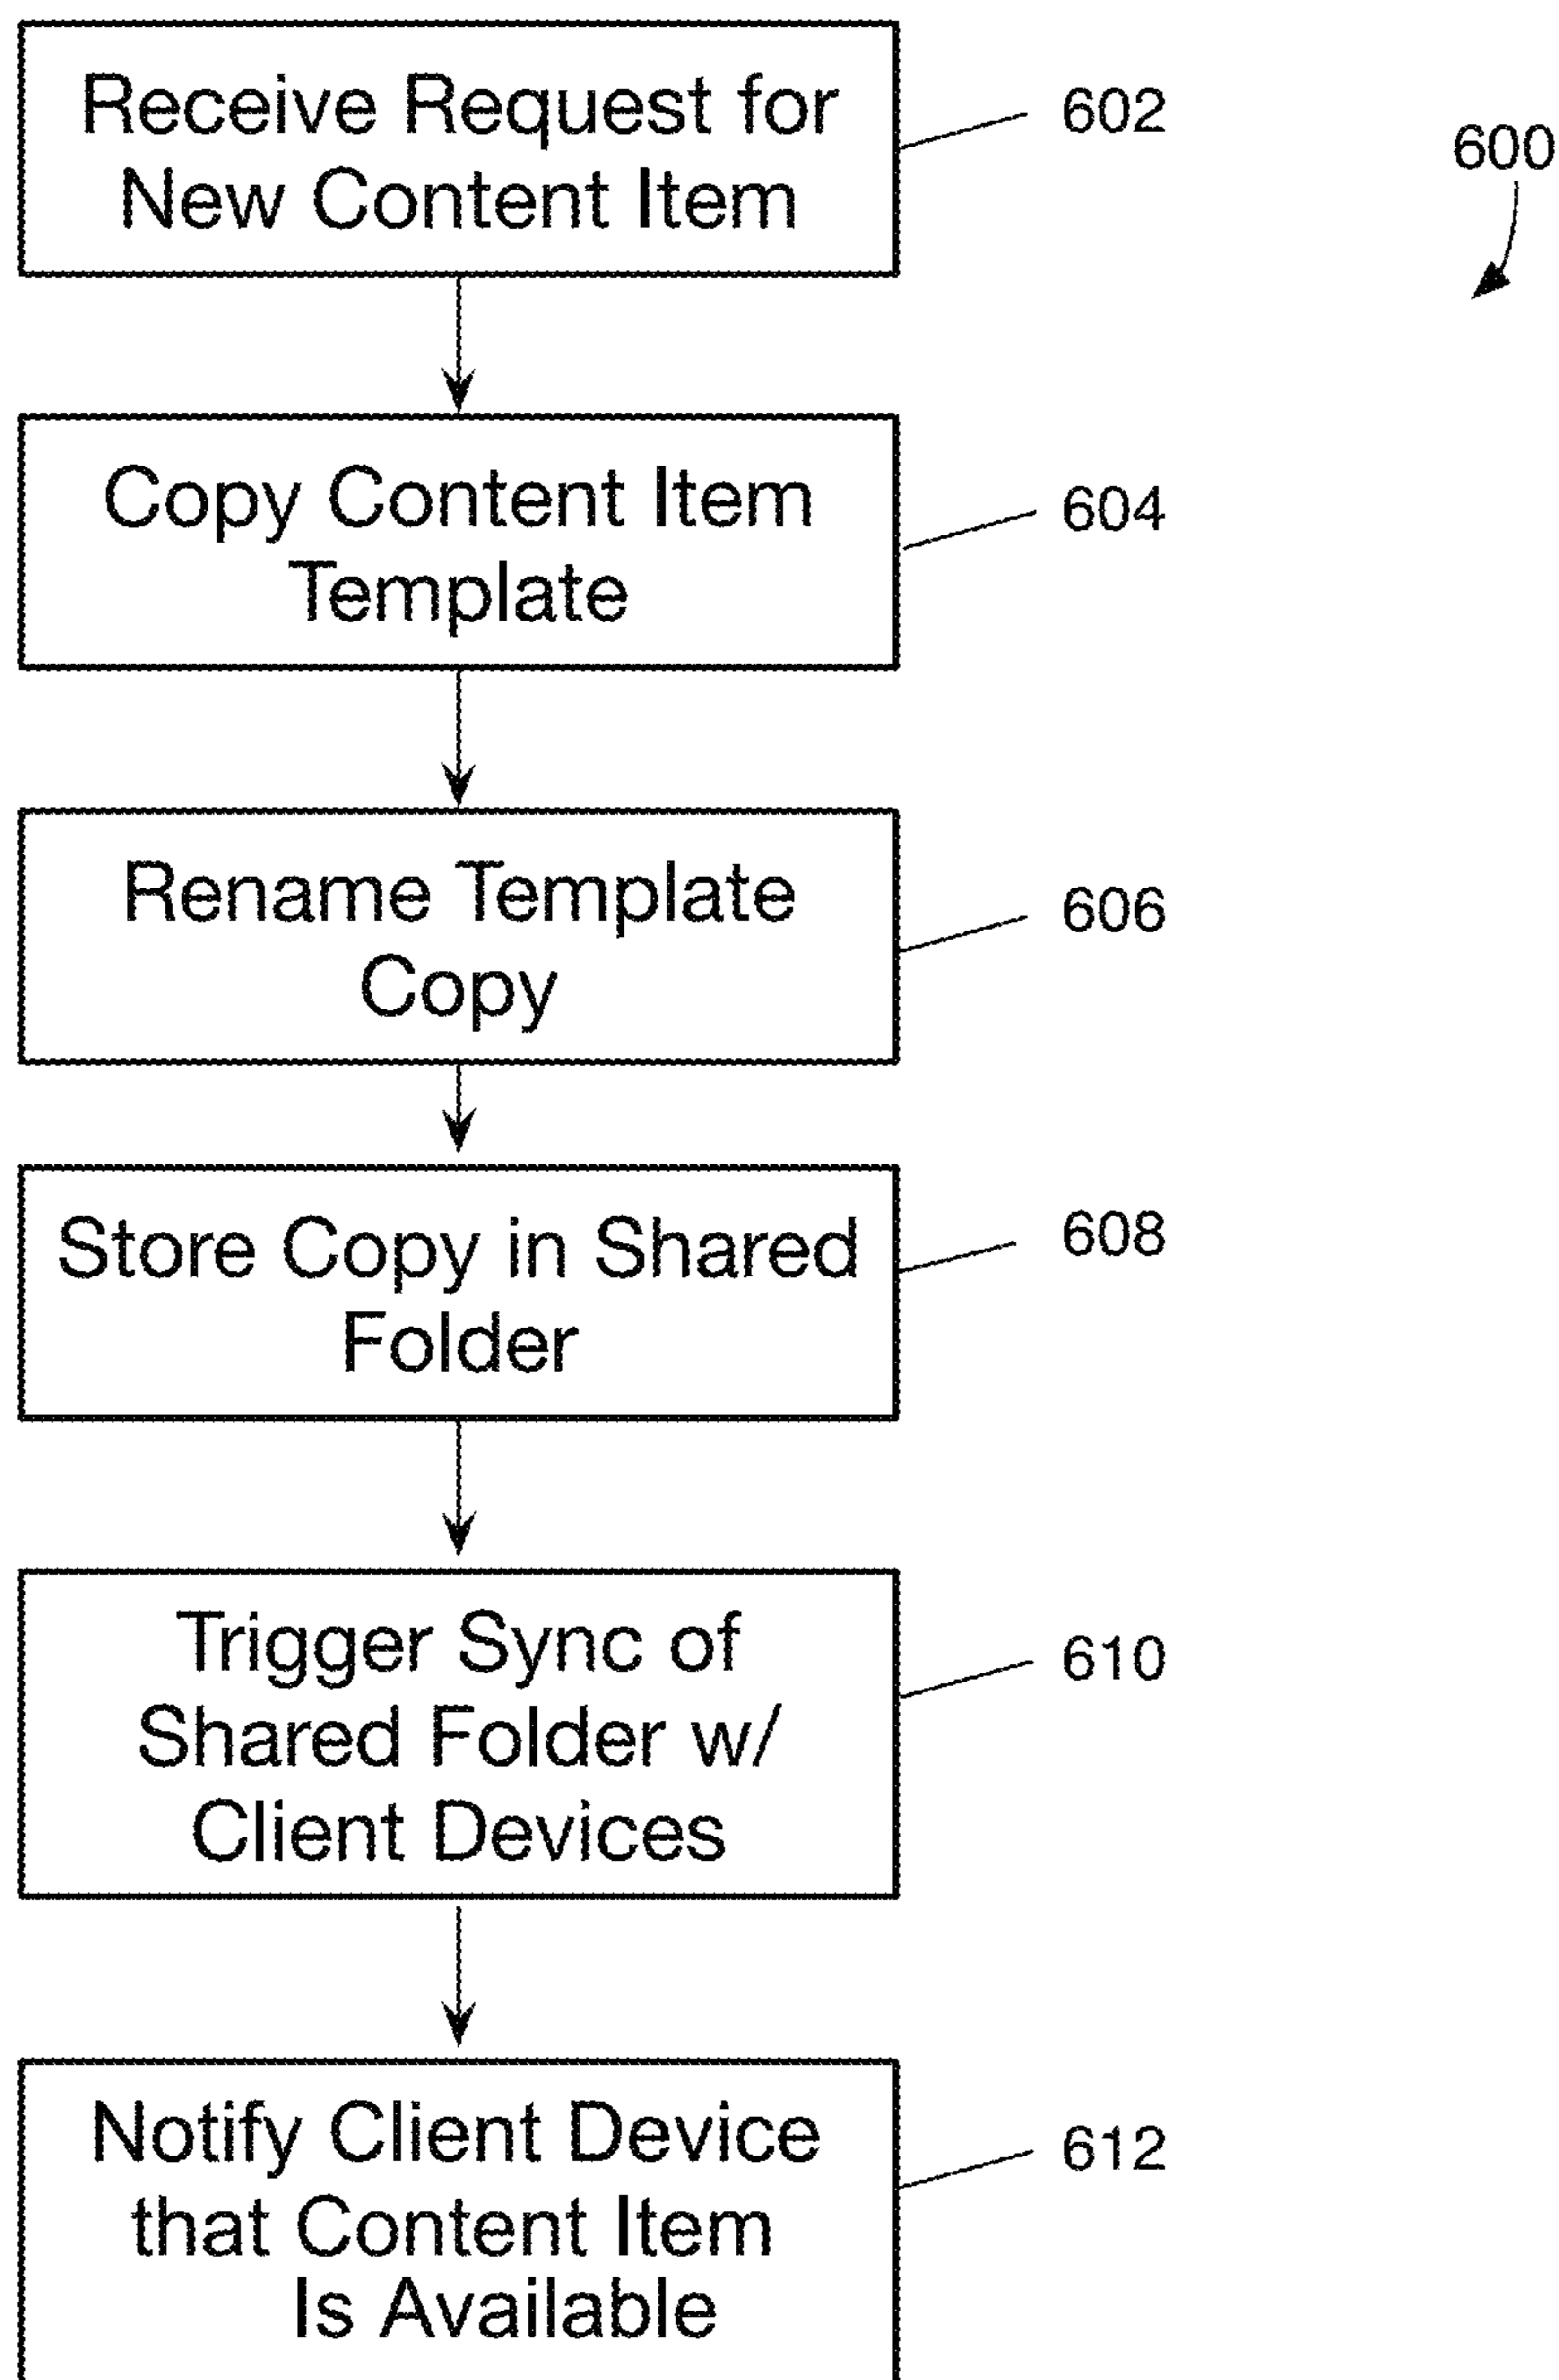 Receive Request for
New Content Item
602
600
Copy Content Item
Template
604
Rename Template
Copy
606
Store Copy in Shared
Folder
608
Trigger Sync of
Shared Folder w/
Client Devices
610
Notify Client Device
that Content Item
Is Available
612